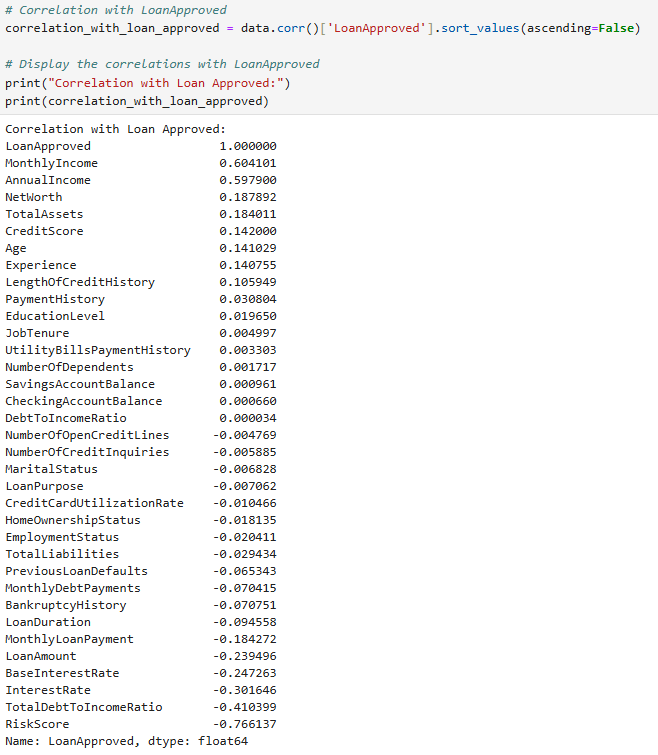 # Correlation with LoanApproved
correlation_with_loan_approved = data.corr()['LoanApproved'].sort_values(ascending=False)
# Display the correlations with LoanApproved
print("Correlation with Loan Approved:")
print(correlation_with_loan_approved)
Correlation with Loan Approved:
LoanApproved 1.000000
MonthlyIncome 0.604101
AnnualIncome 0.597900
NetWorth 0.187892
TotalAssets 0.184011
CreditScore 0.142000
Age 0.141029
Experience 0.140755
LengthOfCreditHistory 0.105949
PaymentHistory 0.030804
EducationLevel 0.019650
JobTenure 0.004997
UtilityBillsPaymentHistory 0.003303
NumberOfDependents 0.001717
SavingsAccountBalance 0.000961
CheckingAccountBalance 0.000660
DebtToIncomeRatio 0.000034
NumberOfOpenCreditLines -0.004769
NumberOfCreditInquiries -0.005885
MaritalStatus -0.006828
LoanPurpose -0.007062
CreditCardUtilizationRate -0.010466
HomeOwnershipStatus -0.018135
EmploymentStatus -0.020411
TotalLiabilities -0.029434
PreviousLoanDefaults -0.065343
MonthlyDebtPayments -0.070415
BankruptcyHistory -0.070751
LoanDuration -0.094558
MonthlyLoanPayment -0.184272
LoanAmount -0.239496
BaseInterestRate -0.247263
InterestRate -0.301646
TotalDebtToIncomeRatio -0.410399
RiskScore -0.766137
Name: LoanApproved, dtype: float64